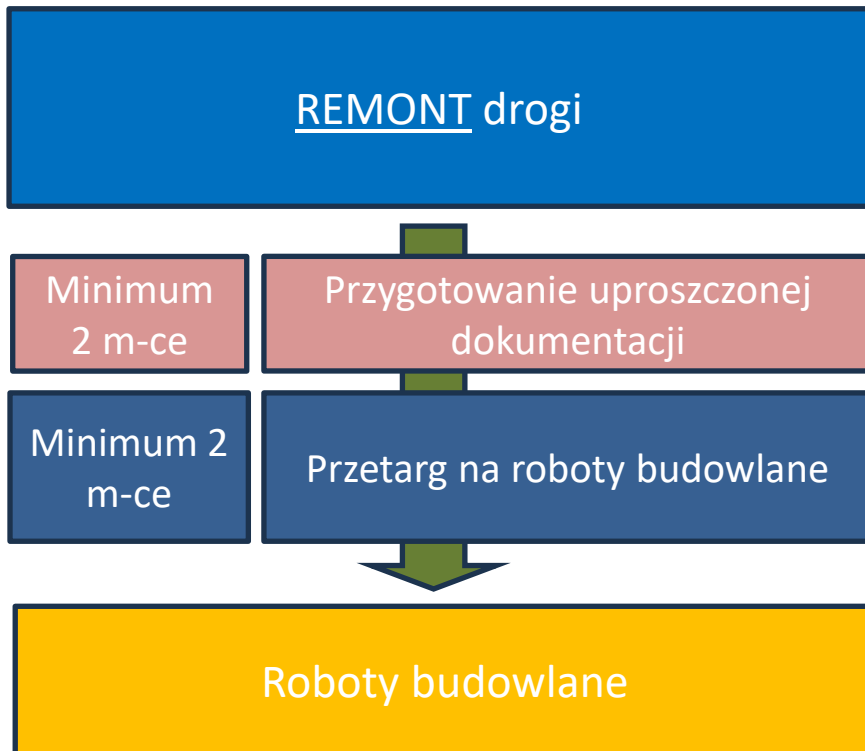 REMONT drogi
Minimum
2 m-ce
Przygotowanie uproszczonej
dokumentacji
Minimum 2
m-ce
Przetarg na roboty budowlane
Roboty budowlane